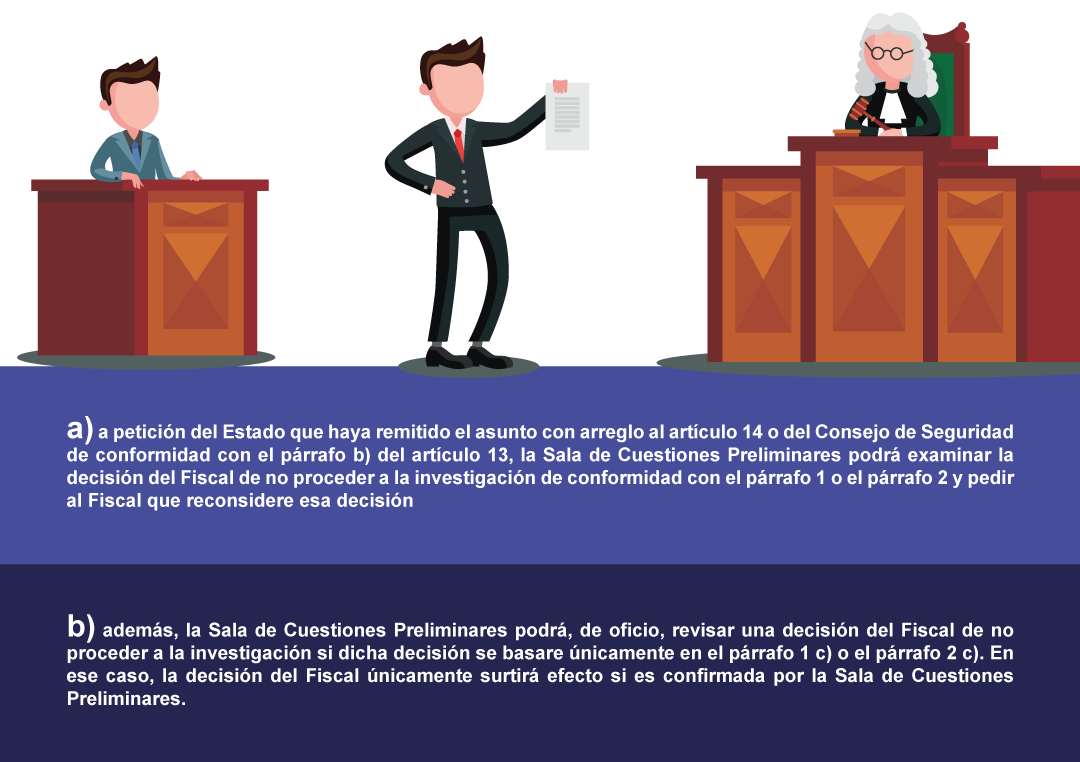 a) a petición del Estado que haya remitido el asunto con arreglo al artículo 14 o del Consejo de Seguridad
de conformidad con el párrafo b) del artículo 13, la Sala de Cuestiones Preliminares podrá examinar la
decisión del Fiscal de no proceder a la investigación de conformidad con el párrafo 1 o el párrafo 2 y pedir
al Fiscal que reconsidere esa decisión
b) además, la Sala de Cuestiones Preliminares podrá, de oficio, revisar una decisión del Fiscal de no
proceder a la investigación si dicha decisión se basare únicamente en el párrafo 1 c) o el párrafo 2 c). En
ese caso, la decisión del Fiscal únicamente surtirá efecto si es confirmada por la Sala de Cuestiones
Preliminares.